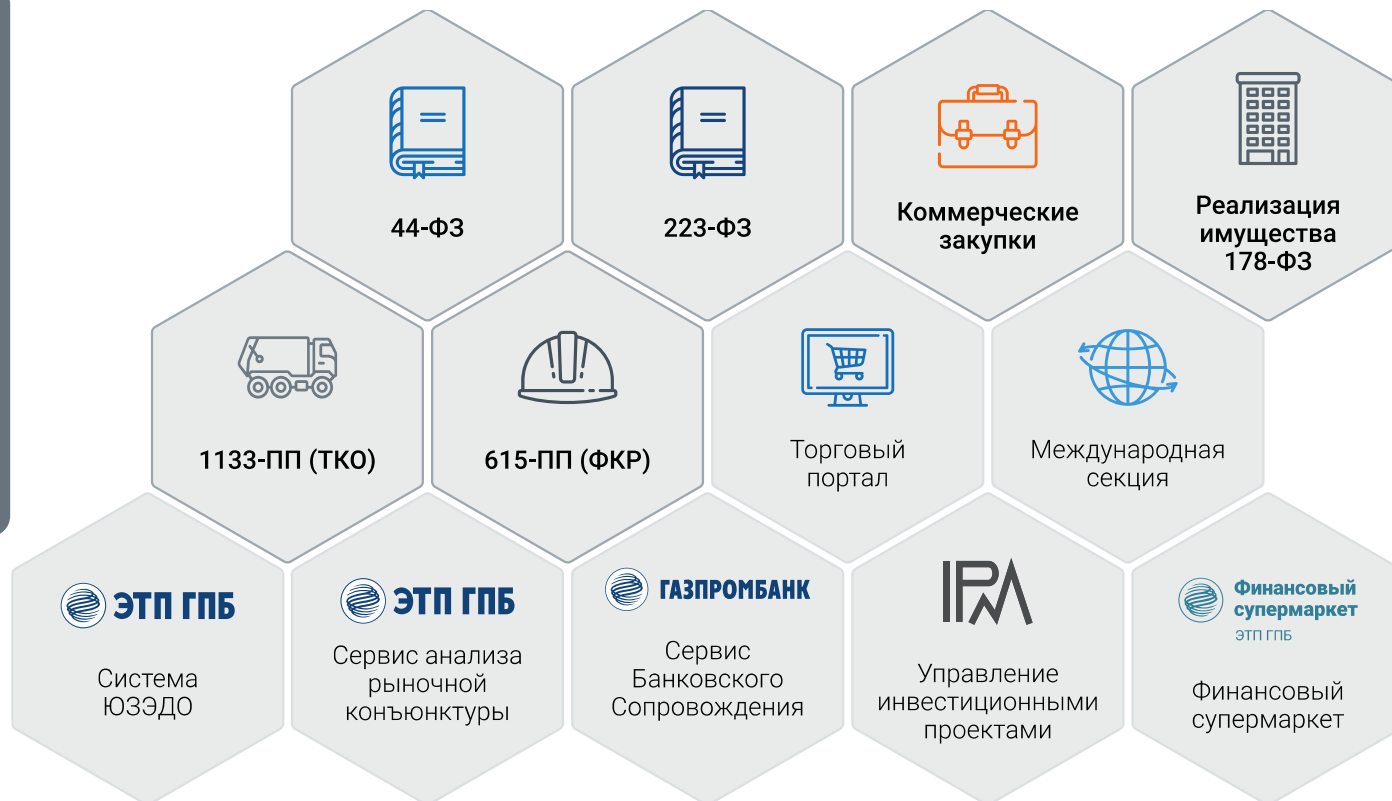 44-ФЗ
223-ФЗ
Коммерческие
закупки
Реализация
имущества
178-ФЗ
1133-ПП (ТКО)
615-ПП (ФКР)
Торговый
портал
Международная
секция
ЭТП ГПБ
Система
ЮЗЭДО
ЭТП ГПБ
Сервис анализа
рыночной
конъюнктуры
ГАЗПРОМБАНК
Сервис
Банковского
Сопровождения
IPM
Управление
инвестиционными
проектами
Финансовый
супермаркет
ЭТП ГПБ
Финансовый
супермаркет